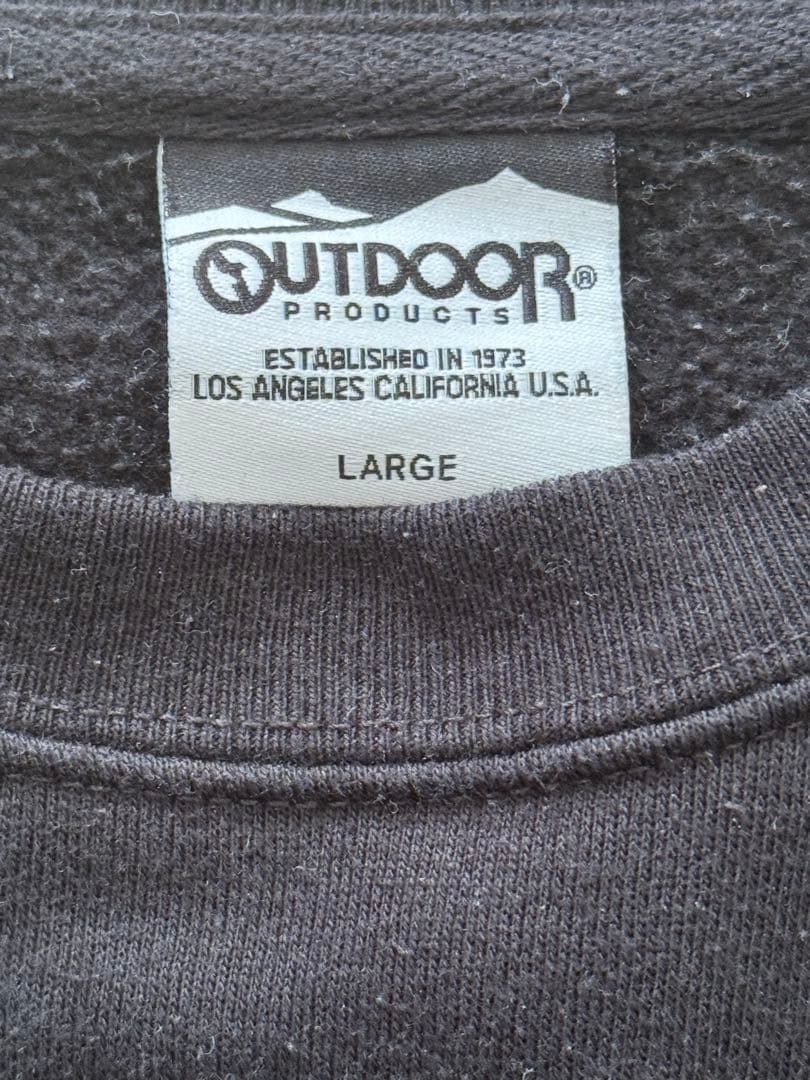 OUTDOOR®
PRODUCTS
ESTABLISHED IN 1973
LOS ANGELES CALIFORNIA U.S.A.
LARGE